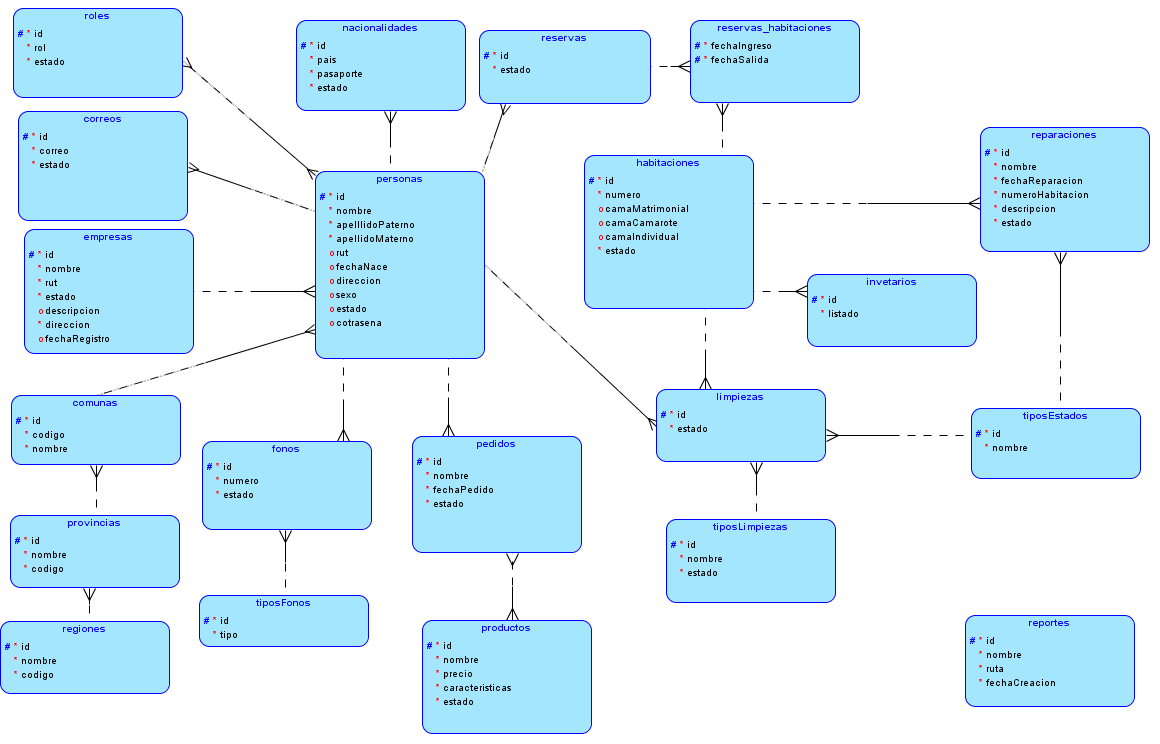 roles
# * id
* rol
* estado
nacionalidades
# * id
* pais
* pasaporte
* estado
reservas
# * id
* estado
reservas_habitaciones
# * fechaIngreso
# * fechaSalida
correos
# * id
* correo
* estado
personas
# * id
* nombre
* apelllidoPaterno
* apellidoMaterno
o rut
o fechaNace
o direccion
o sexo
o estado
o cotrasena
habitaciones
# * id
* numero
o camaMatrimonial
o camaCamarote
o camaIndividual
* estado
reparaciones
# * id
* nombre
* fechaReparacion
* numeroHabitacion
* descripcion
* estado
empresas
# * id
* nombre
* rut
* estado
o descripcion
* direccion
o fechaRegistro
invetarios
# * id
* listado
comunas
# * id
* codigo
* nombre
limpiezas
# * id
* estado
tiposEstados
# * id
* nombre
fonos
# * id
* numero
* estado
pedidos
# * id
* nombre
* fechaPedido
* estado
provincias
# * id
* nombre
* codigo
tiposLimpiezas
# * id
* nombre
* estado
tiposFonos
# * id
* tipo
regiones
# * id
* nombre
* codigo
productos
# * id
* nombre
* precio
* caracteristicas
* estado
reportes
# * id
* nombre
* ruta
* fechaCreacion